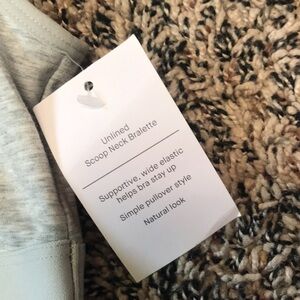 Unlined
Scoop Neck Bralette
Supportive, wide elastic
helps bra stay up
Simple pullover style
Natural look